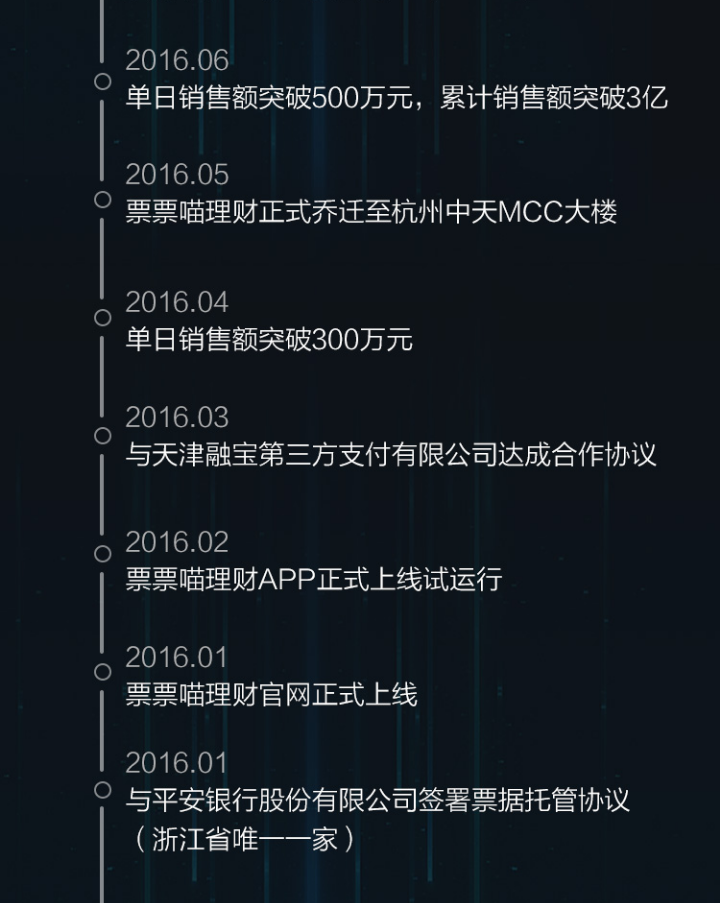 2016.06
单日销售额突破500万元，累计销售额突破3亿
2016.05
票票喵理财正式乔迁至杭州中天MCC大楼
2016.04
单日销售额突破300万元
2016.03
与天津融宝第三方支付有限公司达成合作协议
2016.02
票票喵理财APP正式上线试运行
2016.01
票票喵理财官网正式上线
2016.01
与平安银行股份有限公司签署票据托管协议
（浙江省唯一一家）